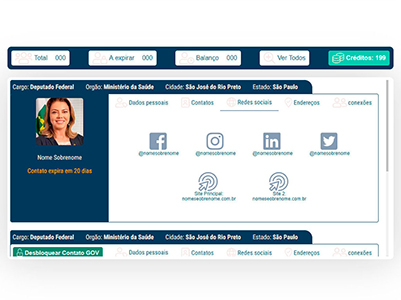 Total 000 A expirar 000 Balanço 000 Ver Todos Créditos: 199
Cargo: Deputado Federal Orgão: Ministério da Saúde Cidade: São José do Rio Preto Estado: São Paulo
Dados pessoais Contatos Redes sociais Endereços conexões
@nomesobrenome @nomesobrenome @nomesobrenome @nomesobrenome
Nome Sobrenome
Contato expira em 20 dias
Site Principal: Site 2:
nomesobrenome.com.br nomesobrenome.com.br
Cargo: Deputado Federal Orgão: Ministério da Saúde Cidade: São José do Rio Preto Estado: São Paulo
Desbloquear Contato GOV Dados pessoais Contatos Redes sociais Endereços conexões